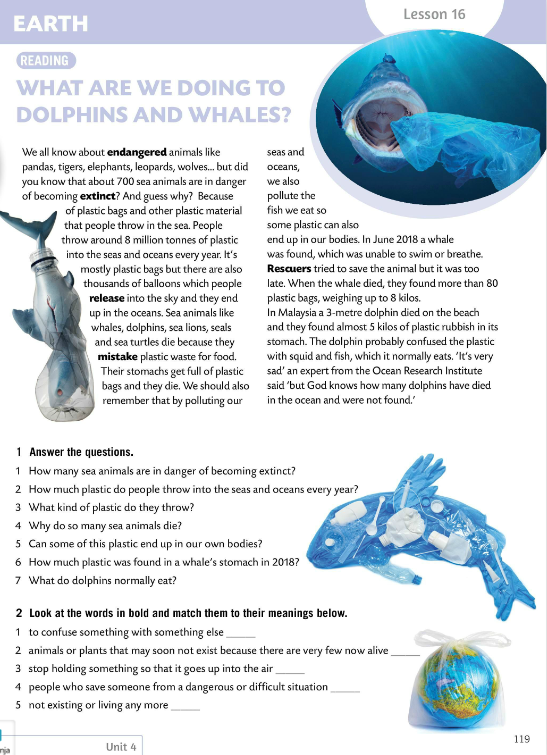 EARTH
Lesson 16
READING
WHAT ARE WE DOING TO
DOLPHINS AND WHALES?
We all know about endangered animals like
pandas, tigers, elephants, leopards, wolves... but did
you know that about 700 sea animals are in danger
of becoming extinct? And guess why? Because
of plastic bags and other plastic material
that people throw in the sea. People
throw around 8 million tonnes of plastic
into the seas and oceans every year. It's
mostly plastic bags but there are also
thousands of balloons which people
release into the sky and they end
up in the oceans. Sea animals like
whales, dolphins, sea lions, seals
and sea turtles die because they
mistake plastic waste for food.
Their stomachs get full of plastic
bags and they die. We should also
remember that by polluting our
seas and
oceans,
we also
pollute the
fish we eat so
some plastic can also
end up in our bodies. In June 2018 a whale
was found, which was unable to swim or breathe.
Rescuers tried to save the animal but it was too
late. When the whale died, they found more than 80
plastic bags, weighing up to 8 kilos.
In Malaysia a 3-metre dolphin died on the beach
and they found almost 5 kilos of plastic rubbish in its
stomach. The dolphin probably confused the plastic
with squid and fish, which it normally eats. 'It's very
sad' an expert from the Ocean Research Institute
said 'but God knows how many dolphins have died
in the ocean and were not found.'
1 Answer the questions.
1 How many sea animals are in danger of becoming extinct?
2 How much plastic do people throw into the seas and oceans every year?
3 What kind of plastic do they throw?
4 Why do so many sea animals die?
5 Can some of this plastic end up in our own bodies?
6 How much plastic was found in a whale's stomach in 2018?
7 What do dolphins normally eat?
2 Look at the words in bold and match them to their meanings below.
1 to confuse something with something else _____
2 animals or plants that may soon not exist because there are very few now alive _____
3 stop holding something so that it goes up into the air _____
4 people who save someone from a dangerous or difficult situation _____
5 not existing or living any more _____
119
nja
Unit 4